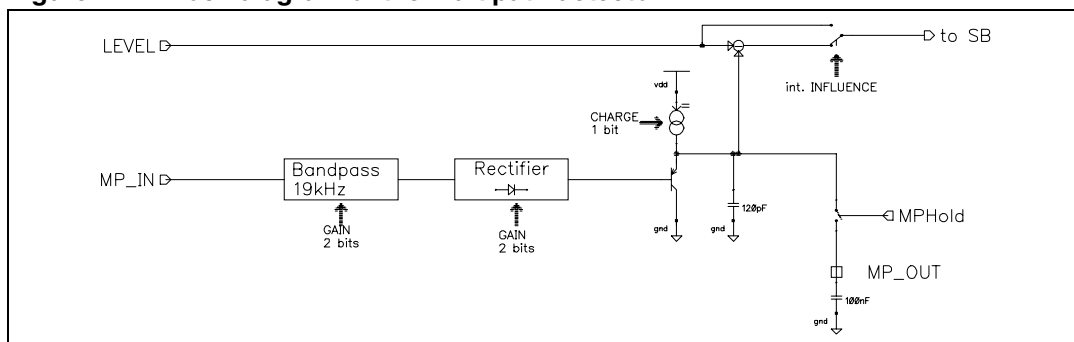 LEVEL
to SB
int. INFLUENCE
vdd
CHARGE
1 bit
MP_IN
Bandpass
19kHz
Rectifier
GAIN
2 bits
GAIN
2 bits
gnd
120pF
gnd
MPHold
MP_OUT
100nF
gnd